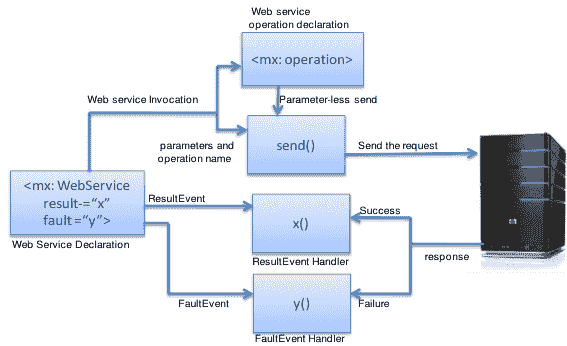 Web service
operation declaration
<mx: operation>
Web service Invocation
Parameter-less send
parameters and
operation name
send()
Send the request
<mx: WebService
result-=“x”
fault =“y”>
Web Service Declaration
ResultEvent
x()
Success
ResultEvent Handler
response
FaultEvent
y()
Failure
FaultEvent Handler